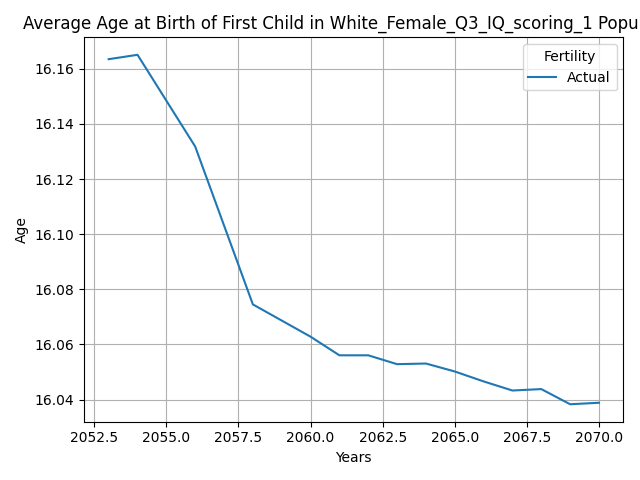 Average Age at Birth of First Child in White_Female_Q3_IQ_scoring_1 Popu
Fertility
Actual
Age
16.16
16.14
16.12
16.10
16.08
16.06
16.04
2052.5 2055.0 2057.5 2060.0 2062.5 2065.0 2067.5 2070.0
Years